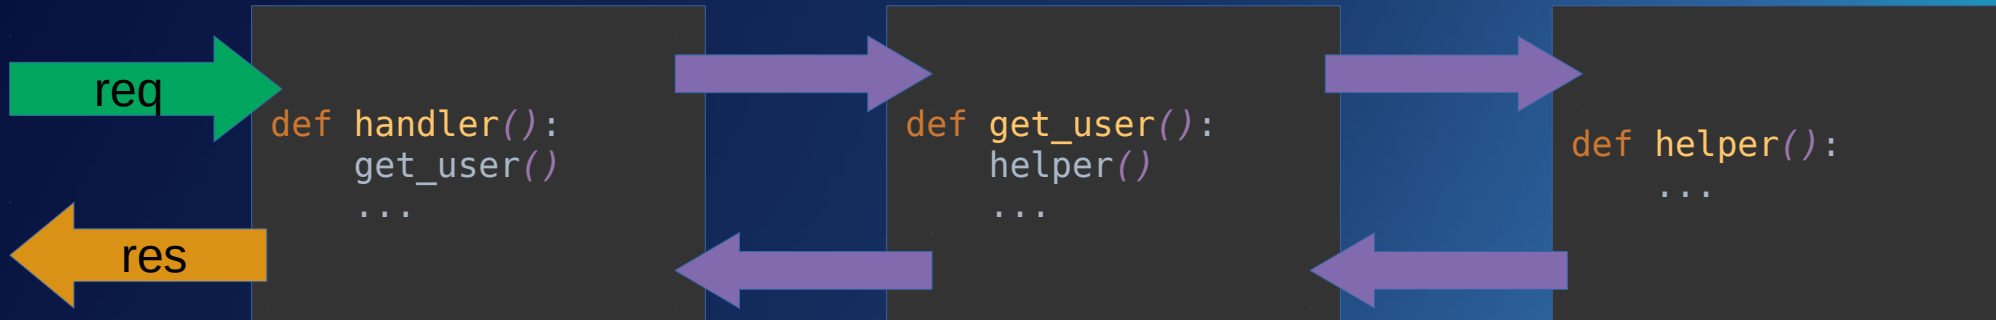 req
def handler():
    get_user()
    ...
res
def get_user():
    helper()
    ...
def helper():
    ...